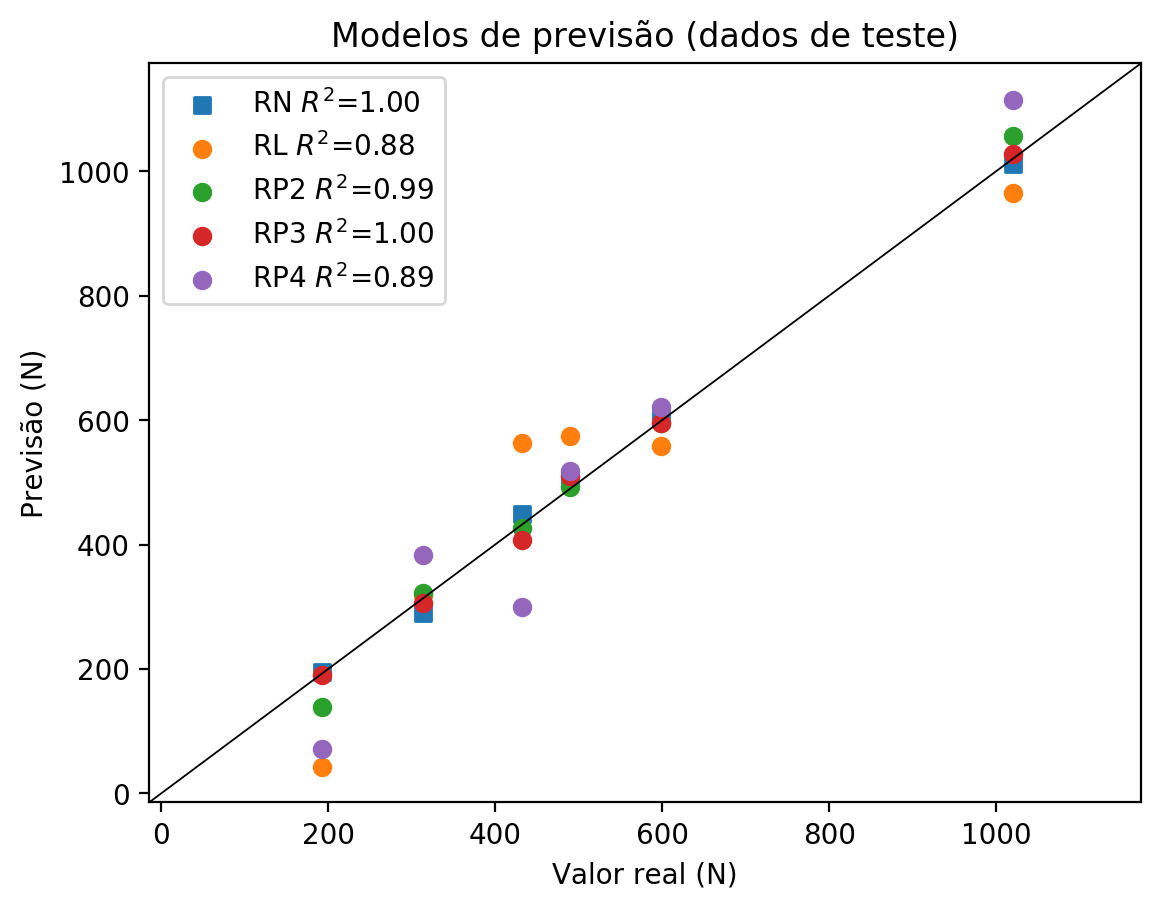 Modelos de previsão (dados de teste)
RN R²=1.00
RL R²=0.88
RP2 R²=0.99
RP3 R²=1.00
RP4 R²=0.89
1000
800
600
400
200
0
Previsão (N)
0 200 400 600 800 1000
Valor real (N)